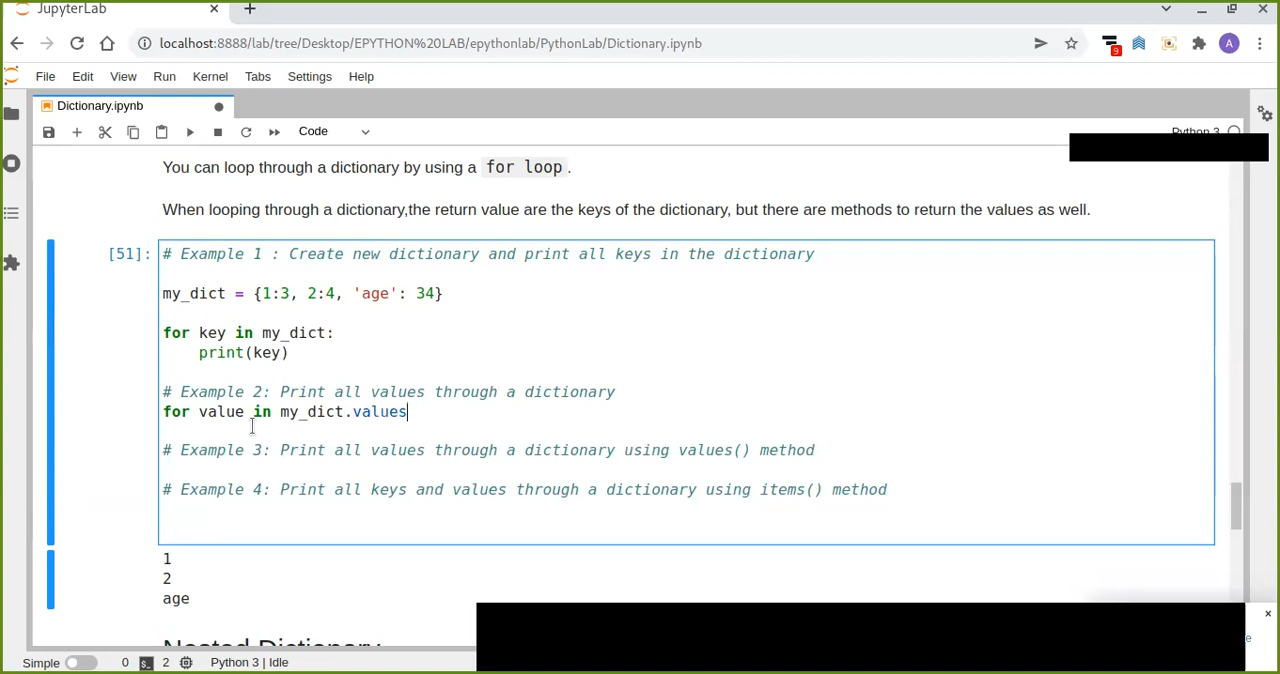 JupyterLab
localhost:8888/lab/tree/Desktop/EPYTHON%20LAB/epythonlab/PythonLab/Dictionary.ipynb
9
A
File Edit View Run Kernel Tabs Settings Help
Dictionary.ipynb
Code
Python 3
You can loop through a dictionary by using a for loop.
When looping through a dictionary,the return value are the keys of the dictionary, but there are methods to return the values as well.
[51]: # Example 1 : Create new dictionary and print all keys in the dictionary
my_dict = {1:3, 2:4, 'age': 34}
for key in my_dict:
    print(key)
# Example 2: Print all values through a dictionary
for value in my_dict.values
# Example 3: Print all values through a dictionary using values() method
# Example 4: Print all keys and values through a dictionary using items() method
1
2
age
Nested Dictionary
Simple 0 2 Python 3 | Idle